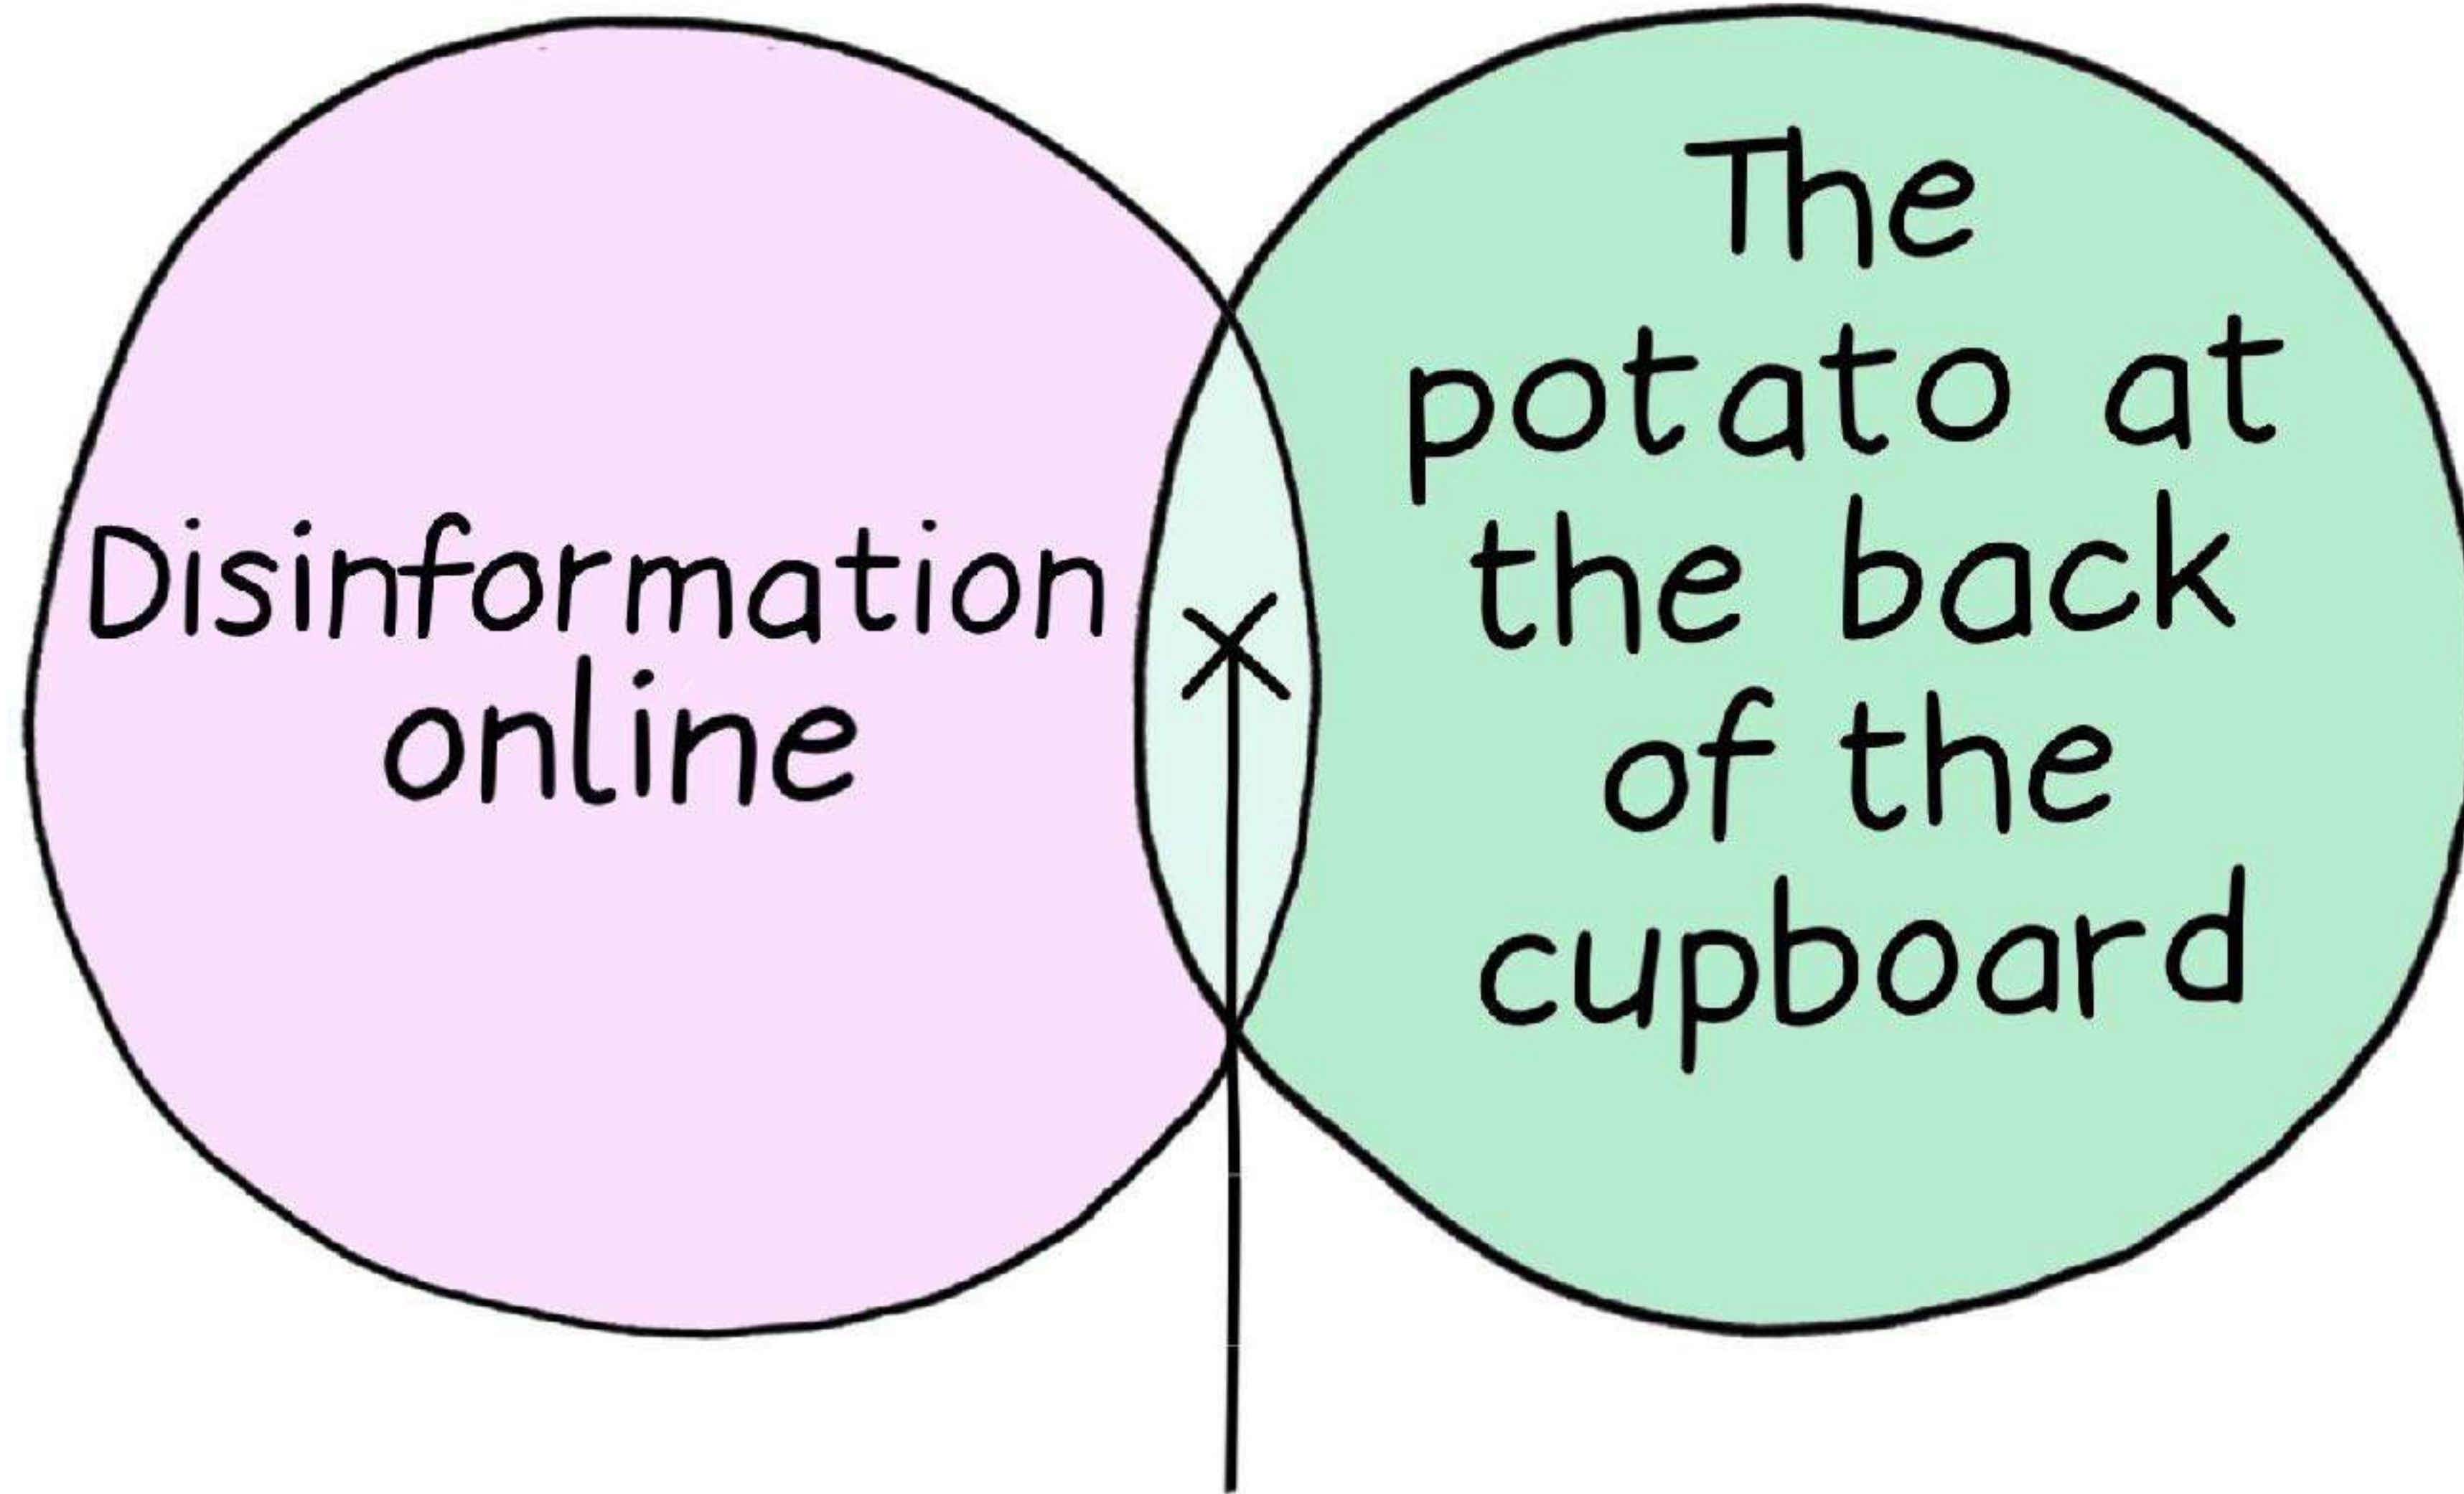 Disinformation
online
The
potato at
the back
of the
cupboard